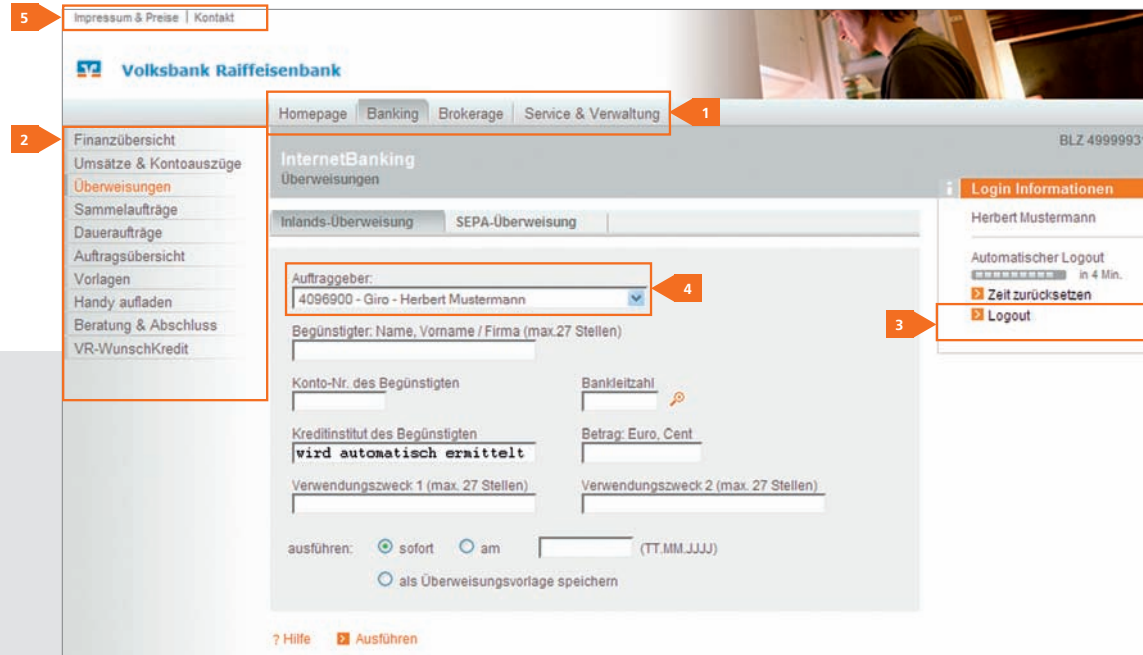 5
Impressum & Preise | Kontakt
Volksbank Raiffeisenbank
Homepage Banking Brokerage Service & Verwaltung
1
2
Finanzübersicht
Umsätze & Kontoauszüge
Überweisungen
Sammelaufträge
Daueraufträge
Auftragsübersicht
Vorlagen
Handy aufladen
Beratung & Abschluss
VR-WunschKredit
BLZ 4999993
InternetBanking
Überweisungen
Inlands-Überweisung SEPA-Überweisung
Auftraggeber:
4096900 - Giro - Herbert Mustermann
4
Begünstigter: Name, Vorname / Firma (max.27 Stellen)
Konto-Nr. des Begünstigten Bankleitzahl
Kreditinstitut des Begünstigten Betrag: Euro, Cent
wird automatisch ermittelt
Verwendungszweck 1 (max. 27 Stellen) Verwendungszweck 2 (max. 27 Stellen)
ausführen: sofort am (TT.MM.JJJJ)
als Überweisungsvorlage speichern
? Hilfe Ausführen
i Login Informationen
Herbert Mustermann
Automatischer Logout
in 4 Min.
Zeit zurücksetzen
3
Logout